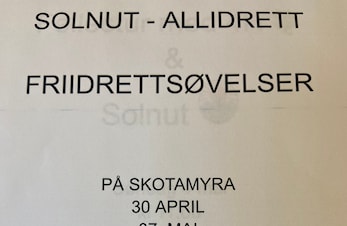 SOLNUT - ALLIDRETT
&
FRIIDRETTSØVELSER
Solnut
PÅ SKOTAMYRA
30 APRIL